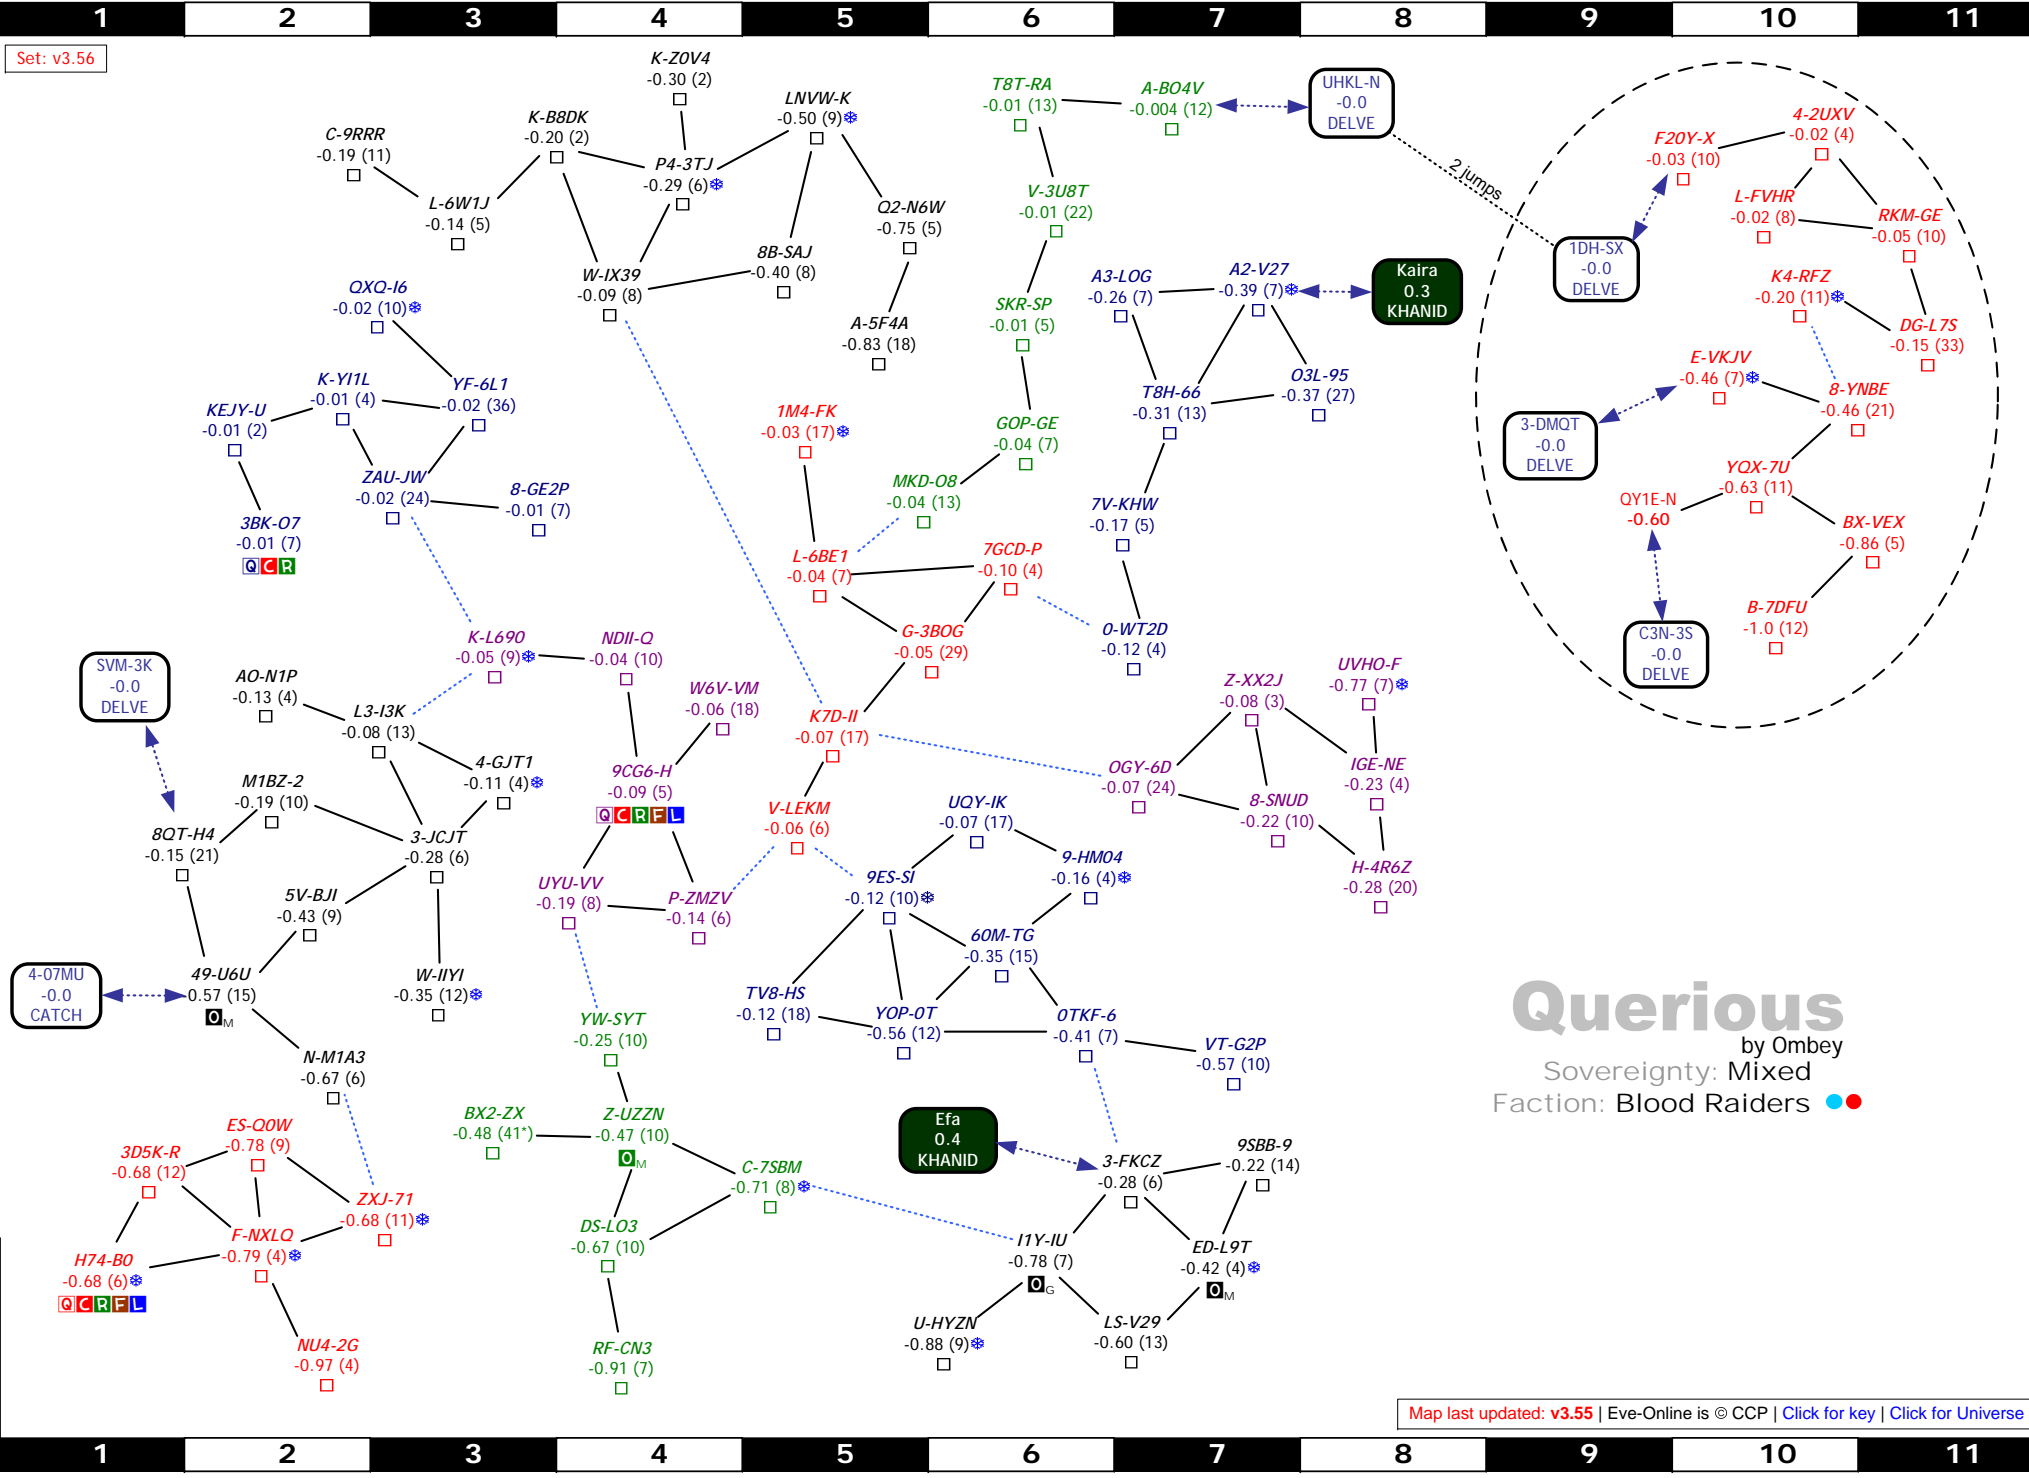 1 2 3 4 5 6 7 8 9 10 11
Set: v3.56
K-Z0V4
-0.30 (2)
LNVW-K
-0.50 (9)
K-B8DK
-0.20 (2)
C-9RRR
-0.19 (11)
P4-3TJ
-0.29 (6)
L-6W1J
-0.14 (5)
Q2-N6W
-0.75 (5)
8B-SAJ
-0.40 (8)
W-IX39
-0.09 (8)
A-5F4A
-0.83 (18)
T8T-RA
-0.01 (13)
A-BO4V
-0.004 (12)
UHKL-N
-0.0
DELVE
2 jumps
V-3U8T
-0.01 (22)
SKR-SP
-0.01 (5)
GOP-GE
-0.04 (7)
MKD-O8
-0.04 (13)
A3-LOG
-0.26 (7)
A2-V27
-0.39 (7)
Kaira
0.3
KHANID
T8H-66
-0.31 (13)
O3L-95
-0.37 (27)
7V-KHW
-0.17 (5)
0-WT2D
-0.12 (4)
4-2UXV
-0.02 (4)
F20Y-X
-0.03 (10)
L-FVHR
-0.02 (8)
RKM-GE
-0.05 (10)
1DH-SX
-0.0
DELVE
K4-RFZ
-0.20 (11)
DG-L7S
-0.15 (33)
E-VKJV
-0.46 (7)
8-YNBE
-0.46 (21)
3-DMQT
-0.0
DELVE
YQX-7U
-0.63 (11)
QY1E-N
-0.60
BX-VEX
-0.86 (5)
B-7DFU
-1.0 (12)
C3N-3S
-0.0
DELVE
QXQ-I6
-0.02 (10)
K-YI1L
-0.01 (4)
YF-6L1
-0.02 (36)
KEJY-U
-0.01 (2)
ZAU-JW
-0.02 (24)
8-GE2P
-0.01 (7)
3BK-O7
-0.01 (7)
Q C R
1M4-FK
-0.03 (17)
L-6BE1
-0.04 (7)
7GCD-P
-0.10 (4)
G-3BOG
-0.05 (29)
K7D-II
-0.07 (17)
V-LEKM
-0.06 (6)
K-L690
-0.05 (9)
NDII-Q
-0.04 (10)
W6V-VM
-0.06 (18)
9CG6-H
-0.09 (5)
Q C R F L
UYU-VV
-0.19 (8)
P-ZMZV
-0.14 (6)
SVM-3K
-0.0
DELVE
AO-N1P
-0.13 (4)
L3-I3K
-0.08 (13)
4-GJT1
-0.11 (4)
M1BZ-2
-0.19 (10)
8QT-H4
-0.15 (21)
3-JCJT
-0.28 (6)
5V-BJI
-0.43 (9)
49-U6U
-0.57 (15)
O M
4-07MU
-0.0
CATCH
W-IIYI
-0.35 (12)
N-M1A3
-0.67 (6)
UVHO-F
-0.77 (7)
Z-XX2J
-0.08 (3)
OGY-6D
-0.07 (24)
IGE-NE
-0.23 (4)
8-SNUD
-0.22 (10)
H-4R6Z
-0.28 (20)
UQY-IK
-0.07 (17)
9-HM04
-0.16 (4)
9ES-SI
-0.12 (10)
60M-TG
-0.35 (15)
TV8-HS
-0.12 (18)
YOP-0T
-0.56 (12)
0TKF-6
-0.41 (7)
VT-G2P
-0.57 (10)
YW-SYT
-0.25 (10)
BX2-ZX
-0.48 (41*)
Z-UZZN
-0.47 (10)
O M
C-7SBM
-0.71 (8)
DS-LO3
-0.67 (10)
RF-CN3
-0.91 (7)
ES-Q0W
-0.78 (9)
3D5K-R
-0.68 (12)
ZXJ-71
-0.68 (11)
F-NXLQ
-0.79 (4)
H74-B0
-0.68 (6)
Q C R F L
NU4-2G
-0.97 (4)
Efa
0.4
KHANID
9SBB-9
-0.22 (14)
3-FKCZ
-0.28 (6)
I1Y-IU
-0.78 (7)
O G
ED-L9T
-0.42 (4)
O M
U-HYZN
-0.88 (9)
LS-V29
-0.60 (13)
Querious
by Ombey
Sovereignty: Mixed
Faction: Blood Raiders
Map last updated: v3.55 | Eve-Online is © CCP | Click for key | Click for Universe
1 2 3 4 5 6 7 8 9 10 11